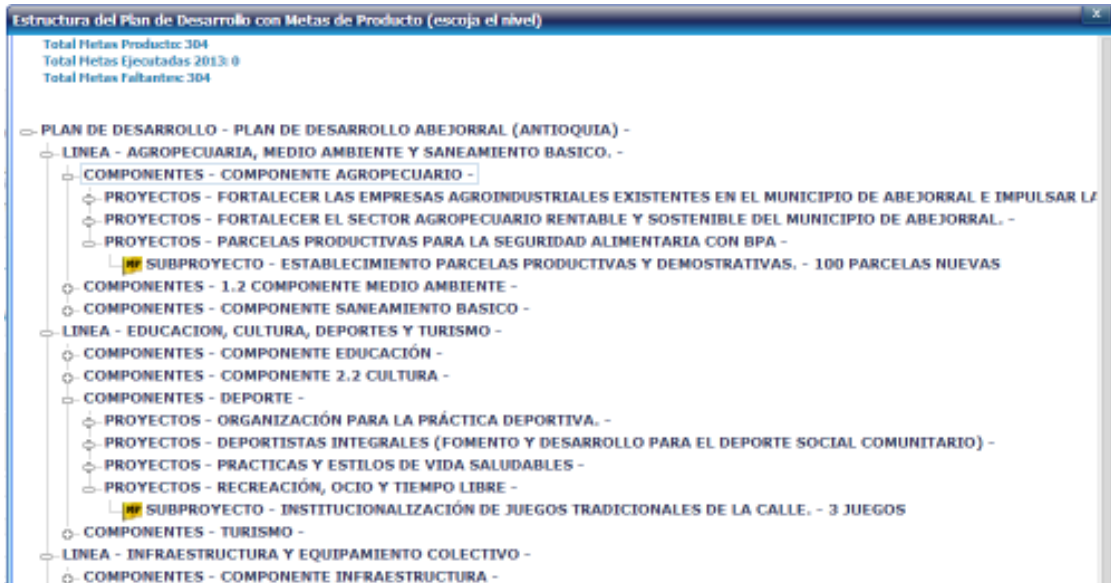 Estructura del Plan de Desarrollo con Metas de Producto (escoja el nivel)
x
Total Metas Producto: 304
Total Metas Ejecutadas 2013: 0
Total Metas Faltantes: 304
PLAN DE DESARROLLO - PLAN DE DESARROLLO ABEJORRAL (ANTIOQUIA) -
LINEA - AGROPECUARIA, MEDIO AMBIENTE Y SANEAMIENTO BASICO. -
COMPONENTES - COMPONENTE AGROPECUARIO -
PROYECTOS - FORTALECER LAS EMPRESAS AGROINDUSTRIALES EXISTENTES EN EL MUNICIPIO DE ABEJORRAL E IMPULSAR LA
PROYECTOS - FORTALECER EL SECTOR AGROPECUARIO RENTABLE Y SOSTENIBLE DEL MUNICIPIO DE ABEJORRAL. -
PROYECTOS - PARCELAS PRODUCTIVAS PARA LA SEGURIDAD ALIMENTARIA CON BPA -
MP SUBPROYECTO - ESTABLECIMIENTO PARCELAS PRODUCTIVAS Y DEMOSTRATIVAS. - 100 PARCELAS NUEVAS
COMPONENTES - 1.2 COMPONENTE MEDIO AMBIENTE -
COMPONENTES - COMPONENTE SANEAMIENTO BASICO -
LINEA - EDUCACION, CULTURA, DEPORTES Y TURISMO -
COMPONENTES - COMPONENTE EDUCACIÓN -
COMPONENTES - COMPONENTE 2.2 CULTURA -
COMPONENTES - DEPORTE -
PROYECTOS - ORGANIZACIÓN PARA LA PRÁCTICA DEPORTIVA. -
PROYECTOS - DEPORTISTAS INTEGRALES (FOMENTO Y DESARROLLO PARA EL DEPORTE SOCIAL COMUNITARIO) -
PROYECTOS - PRACTICAS Y ESTILOS DE VIDA SALUDABLES -
PROYECTOS - RECREACIÓN, OCIO Y TIEMPO LIBRE -
MP SUBPROYECTO - INSTITUCIONALIZACIÓN DE JUEGOS TRADICIONALES DE LA CALLE. - 3 JUEGOS
COMPONENTES - TURISMO -
LINEA - INFRAESTRUCTURA Y EQUIPAMIENTO COLECTIVO -
COMPONENTES - COMPONENTE INFRAESTRUCTURA -